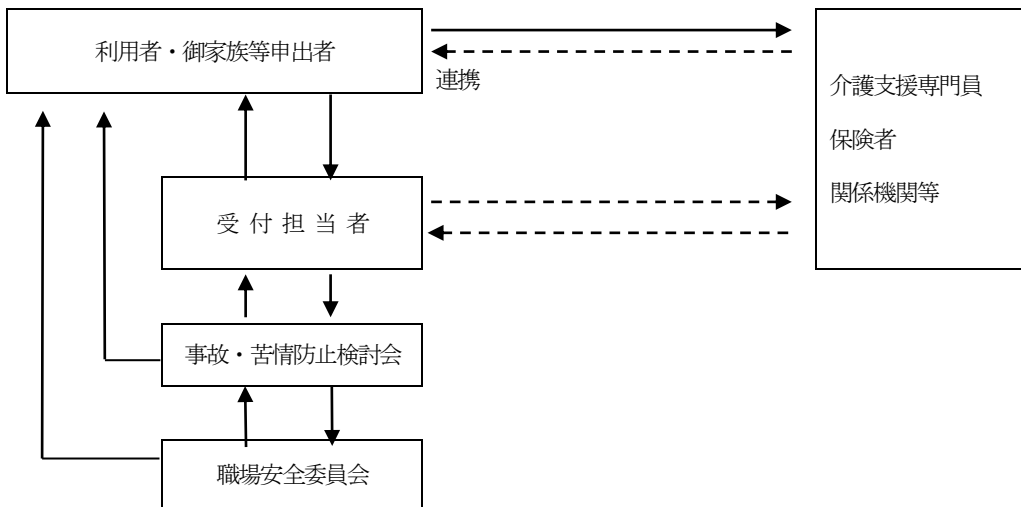 利用者・御家族等申出者
連携
介護支援専門員
保険者
関係機関等
受 付 担 当 者
事故・苦情防止検討会
職場安全委員会